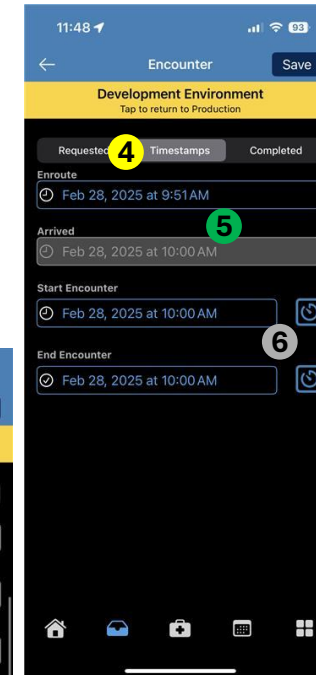 11:48 93
Encounter Save
Development Environment
Tap to return to Production
Requested 4 Timestamps Completed
Enroute
Feb 28, 2025 at 9:51 AM
5
Arrived
Feb 28, 2025 at 10:00 AM
Start Encounter
Feb 28, 2025 at 10:00 AM
6
End Encounter
Feb 28, 2025 at 10:00 AM